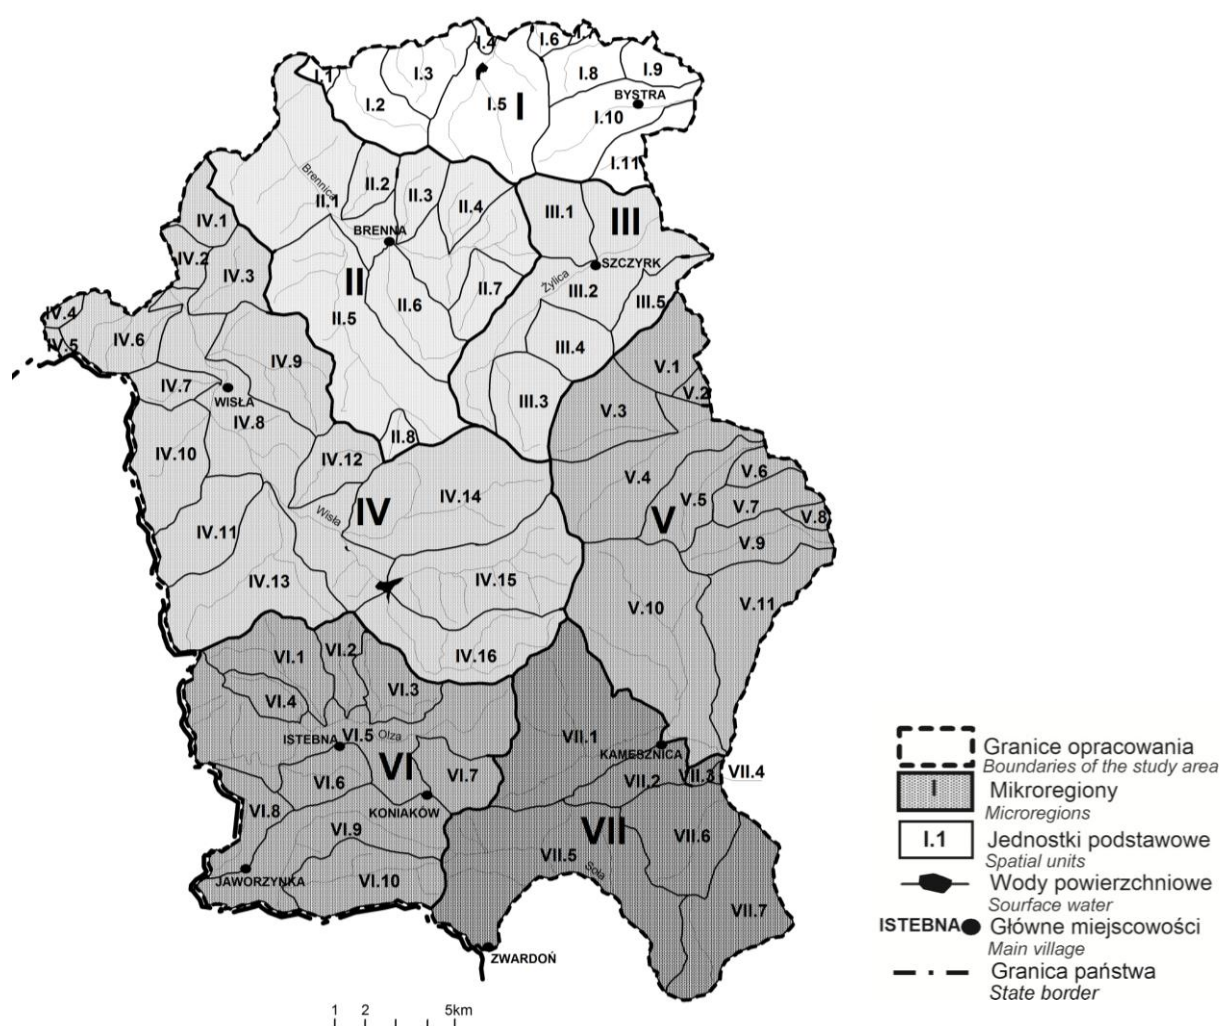 I.4
I.6
I.7
I.1
I.3
I.8
I.9
I.2
I.5
I
BYSTRA
I.10
I.11
Brennica
II.1
II.2
II.3
II.4
BRENNA
II
II.5
II.6
II.7
II.8
III.1
III
SZCZYRK
Żylica
III.2
III.5
III.4
III.3
IV.1
IV.2
IV.3
IV.4
IV.5
IV.6
IV.9
IV.7
WISŁA
IV.8
IV.10
IV.12
IV.14
IV
Wisła
IV.11
IV.13
IV.15
IV.16
V.1
V.2
V.3
V.4
V.5
V.6
V.7
V.8
V
V.9
V.10
V.11
VI.1
VI.2
VI.3
VI.4
Olza
VI.5
ISTEBNA
VI
VI.6
VI.7
KONIAKÓW
VI.8
VI.9
JAWORZYNKA
VI.10
VII.1
KAMESZNICA
VII.2
VII.3
VII.4
VII
VII.5
VII.6
Soła
VII.7
ZWARDOŃ
1 2 5km
Granice opracowania
Boundaries of the study area
I
Mikroregiony
Microregions
I.1
Jednostki podstawowe
Spatial units
Wody powierzchniowe
Sourface water
ISTEBNA
Główne miejscowości
Main village
Granica państwa
State border